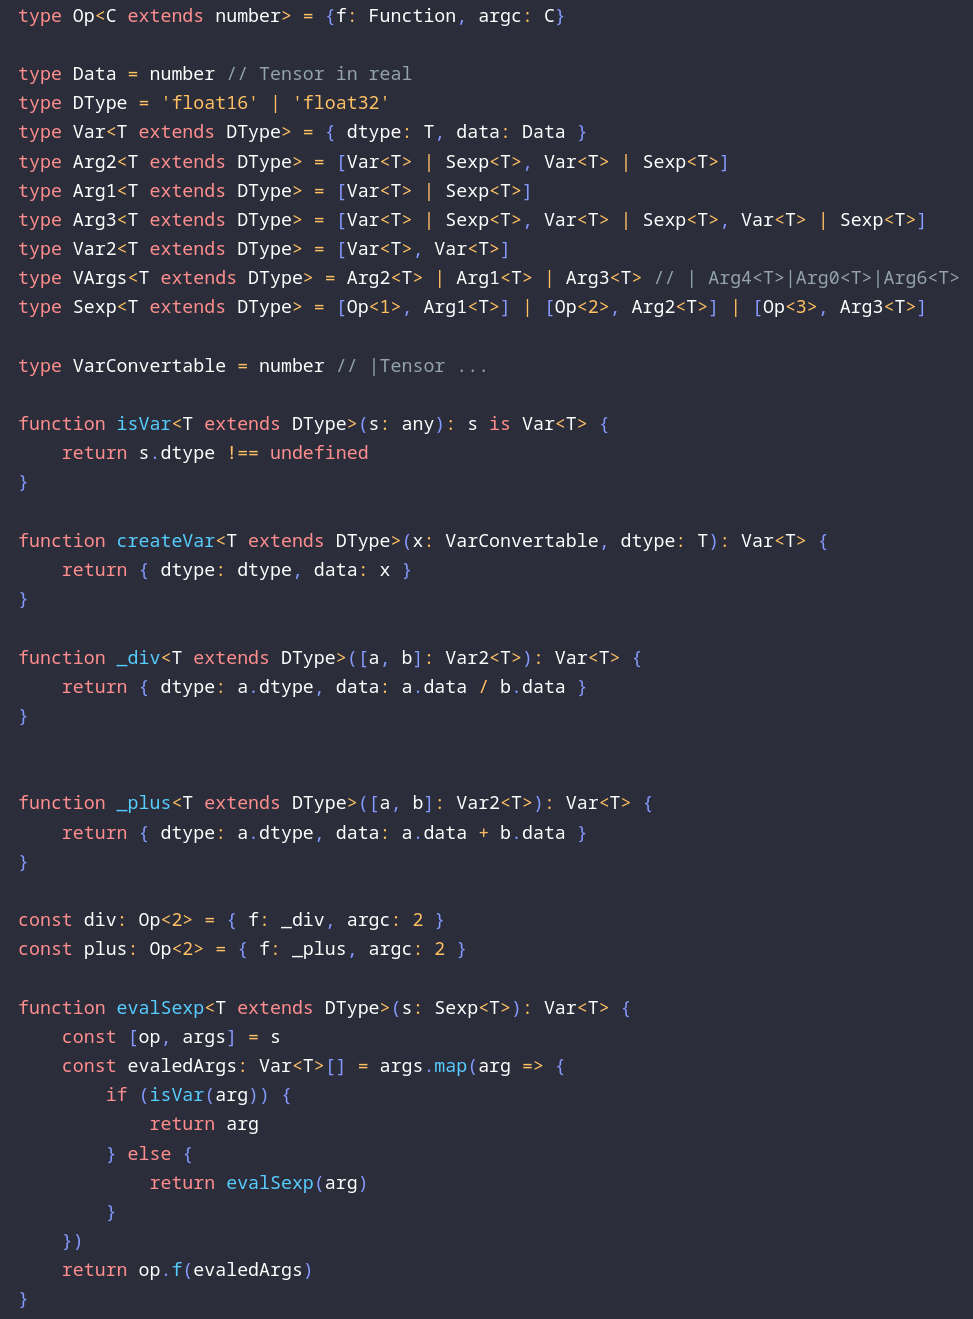 type Op<C extends number> = {f: Function, argc: C}
type Data = number // Tensor in real
type DType = 'float16' | 'float32'
type Var<T extends DType> = { dtype: T, data: Data }
type Arg2<T extends DType> = [Var<T> | Sexp<T>, Var<T> | Sexp<T>]
type Arg1<T extends DType> = [Var<T> | Sexp<T>]
type Arg3<T extends DType> = [Var<T> | Sexp<T>, Var<T> | Sexp<T>, Var<T> | Sexp<T>]
type Var2<T extends DType> = [Var<T>, Var<T>]
type VArgs<T extends DType> = Arg2<T> | Arg1<T> | Arg3<T> // | Arg4<T>|Arg0<T>|Arg6<T>
type Sexp<T extends DType> = [Op<1>, Arg1<T>] | [Op<2>, Arg2<T>] | [Op<3>, Arg3<T>]
type VarConvertable = number // |Tensor ...
function isVar<T extends DType>(s: any): s is Var<T> {
    return s.dtype !== undefined
}
function createVar<T extends DType>(x: VarConvertable, dtype: T): Var<T> {
    return { dtype: dtype, data: x }
}
function _div<T extends DType>([a, b]: Var2<T>): Var<T> {
    return { dtype: a.dtype, data: a.data / b.data }
}
function _plus<T extends DType>([a, b]: Var2<T>): Var<T> {
    return { dtype: a.dtype, data: a.data + b.data }
}
const div: Op<2> = { f: _div, argc: 2 }
const plus: Op<2> = { f: _plus, argc: 2 }
function evalSexp<T extends DType>(s: Sexp<T>): Var<T> {
    const [op, args] = s
    const evaledArgs: Var<T>[] = args.map(arg => {
        if (isVar(arg)) {
            return arg
        } else {
            return evalSexp(arg)
        }
    })
    return op.f(evaledArgs)
}